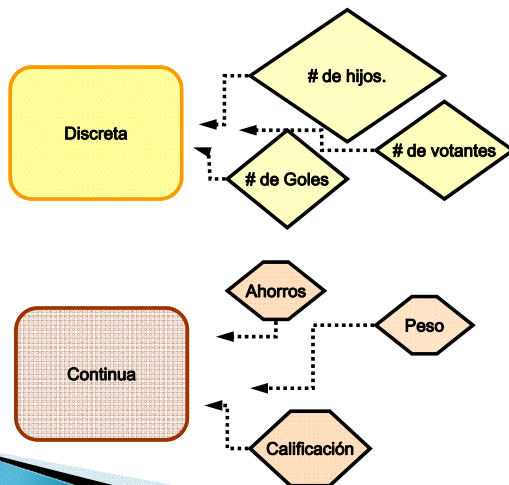 # de hijos.
Discreta
# de votantes
# de Goles
Ahorros
Peso
Continua
Calificación